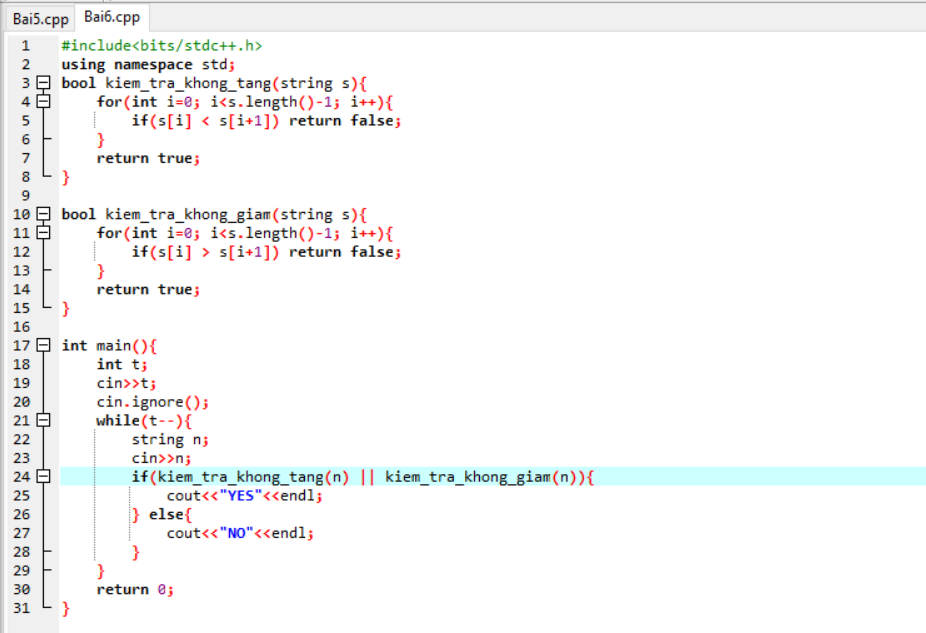 Bai5.cpp Bai6.cpp
1 #include<bits/stdc++.h>
2 using namespace std;
3 bool kiem_tra_khong_tang(string s){
4     for(int i=0; i<s.length()-1; i++){
5         if(s[i] < s[i+1]) return false;
6     }
7     return true;
8 }
9
10 bool kiem_tra_khong_giam(string s){
11     for(int i=0; i<s.length()-1; i++){
12         if(s[i] > s[i+1]) return false;
13     }
14     return true;
15 }
16
17 int main(){
18     int t;
19     cin>>t;
20     cin.ignore();
21     while(t--){
22         string n;
23         cin>>n;
24         if(kiem_tra_khong_tang(n) || kiem_tra_khong_giam(n)){
25             cout<<"YES"<<endl;
26         } else{
27             cout<<"NO"<<endl;
28         }
29     }
30     return 0;
31 }